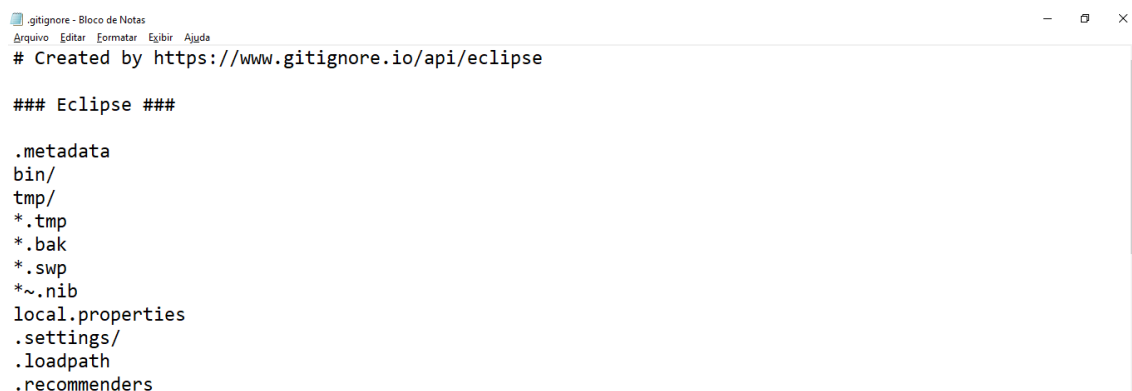 .gitignore - Bloco de Notas
Arquivo Editar Formatar Exibir Ajuda
# Created by https://www.gitignore.io/api/eclipse
### Eclipse ###
.metadata
bin/
tmp/
*.tmp
*.bak
*.swp
*~.nib
local.properties
.settings/
.loadpath
.recommenders